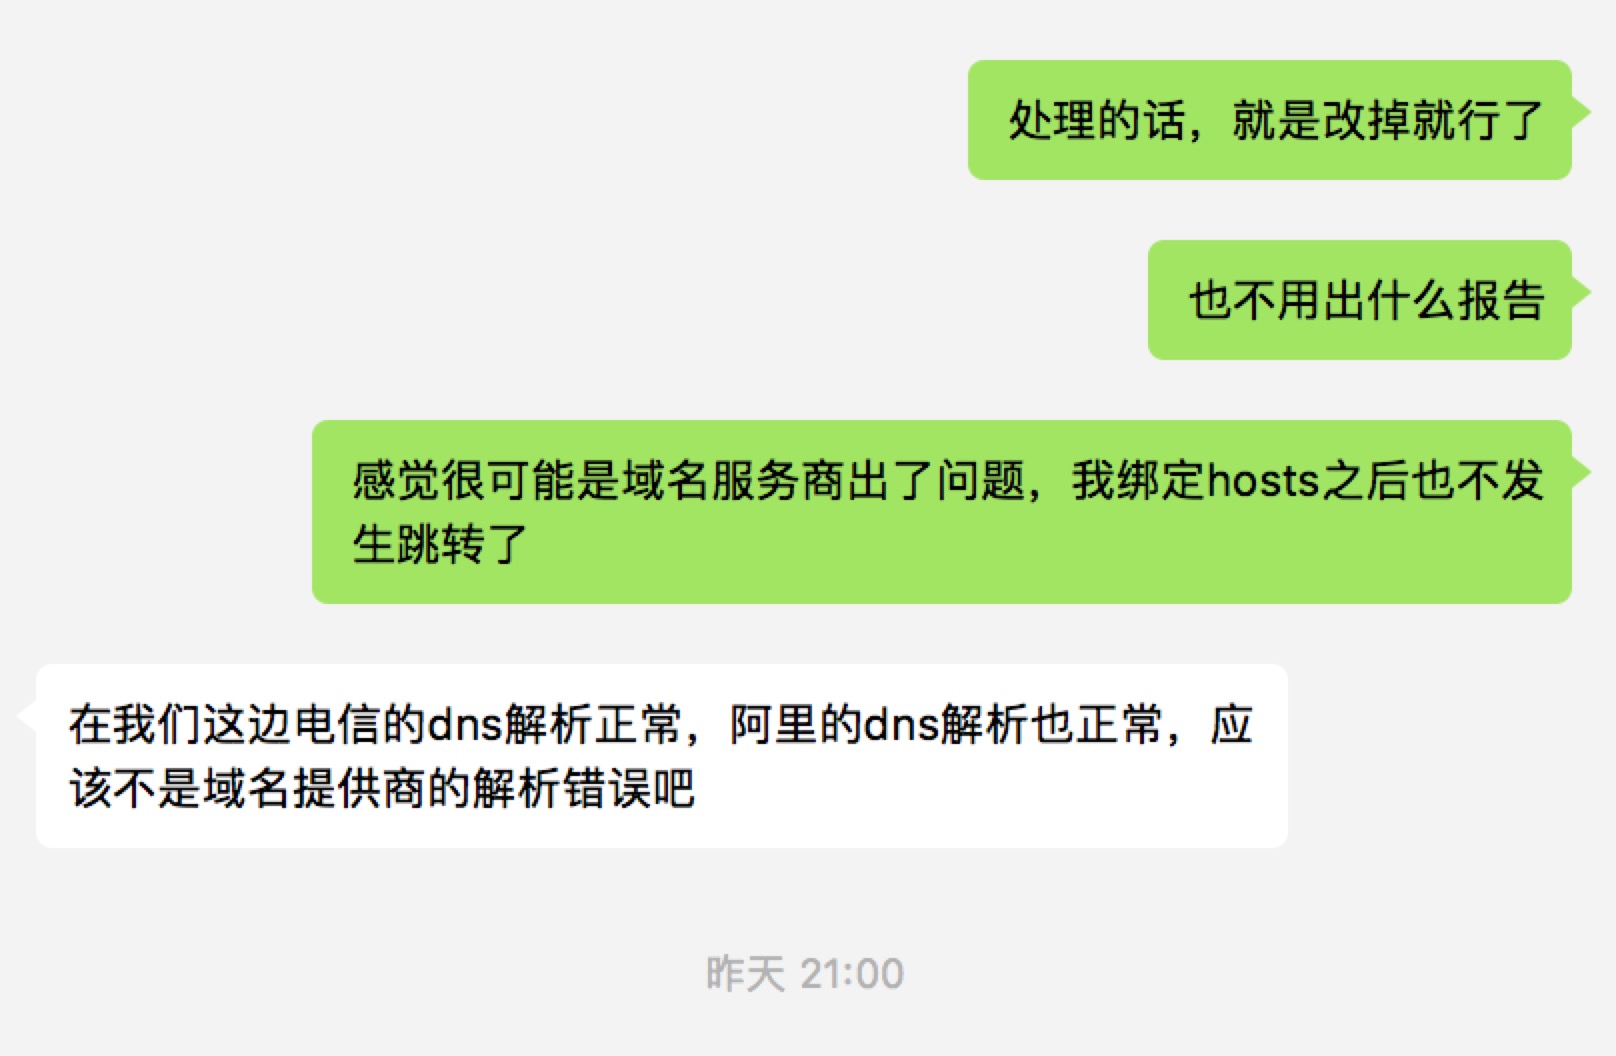 处理的话，就是改掉就行了
也不用出什么报告
感觉很可能是域名服务商出了问题，我绑定hosts之后也不发
生跳转了
在我们这边电信的dns解析正常，阿里的dns解析也正常，应
该不是域名提供商的解析错误吧
昨天 21:00